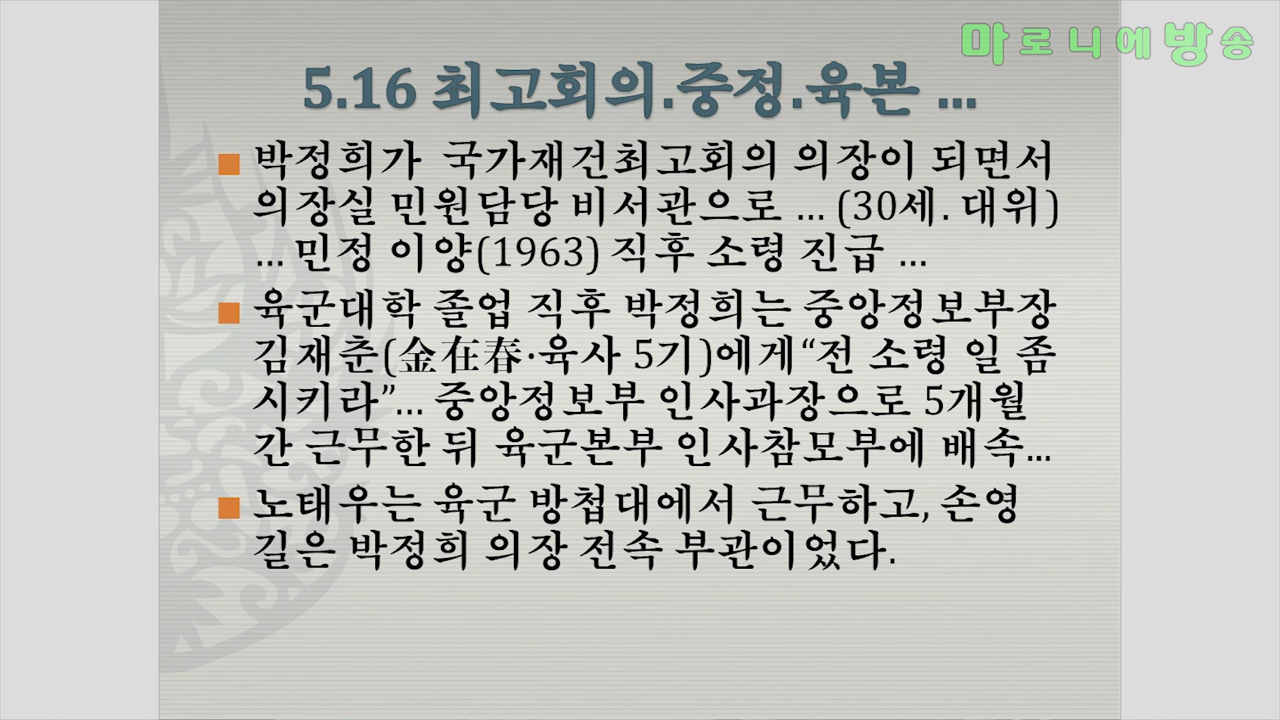 마로니에방송
5.16 최고회의.중정.육본 ...
박정희가 국가재건최고회의 의장이 되면서
의장실 민원담당 비서관으로 ... (30세. 대위)
... 민정 이양(1963) 직후 소령 진급 ...
육군대학 졸업 직후 박정희는 중앙정보부장
김재춘(金在春·육사 5기)에게“전 소령 일 좀
시키라”... 중앙정보부 인사과장으로 5개월
간 근무한 뒤 육군본부 인사참모부에 배속...
노태우는 육군 방첩대에서 근무하고, 손영
길은 박정희 의장 전속 부관이었다.